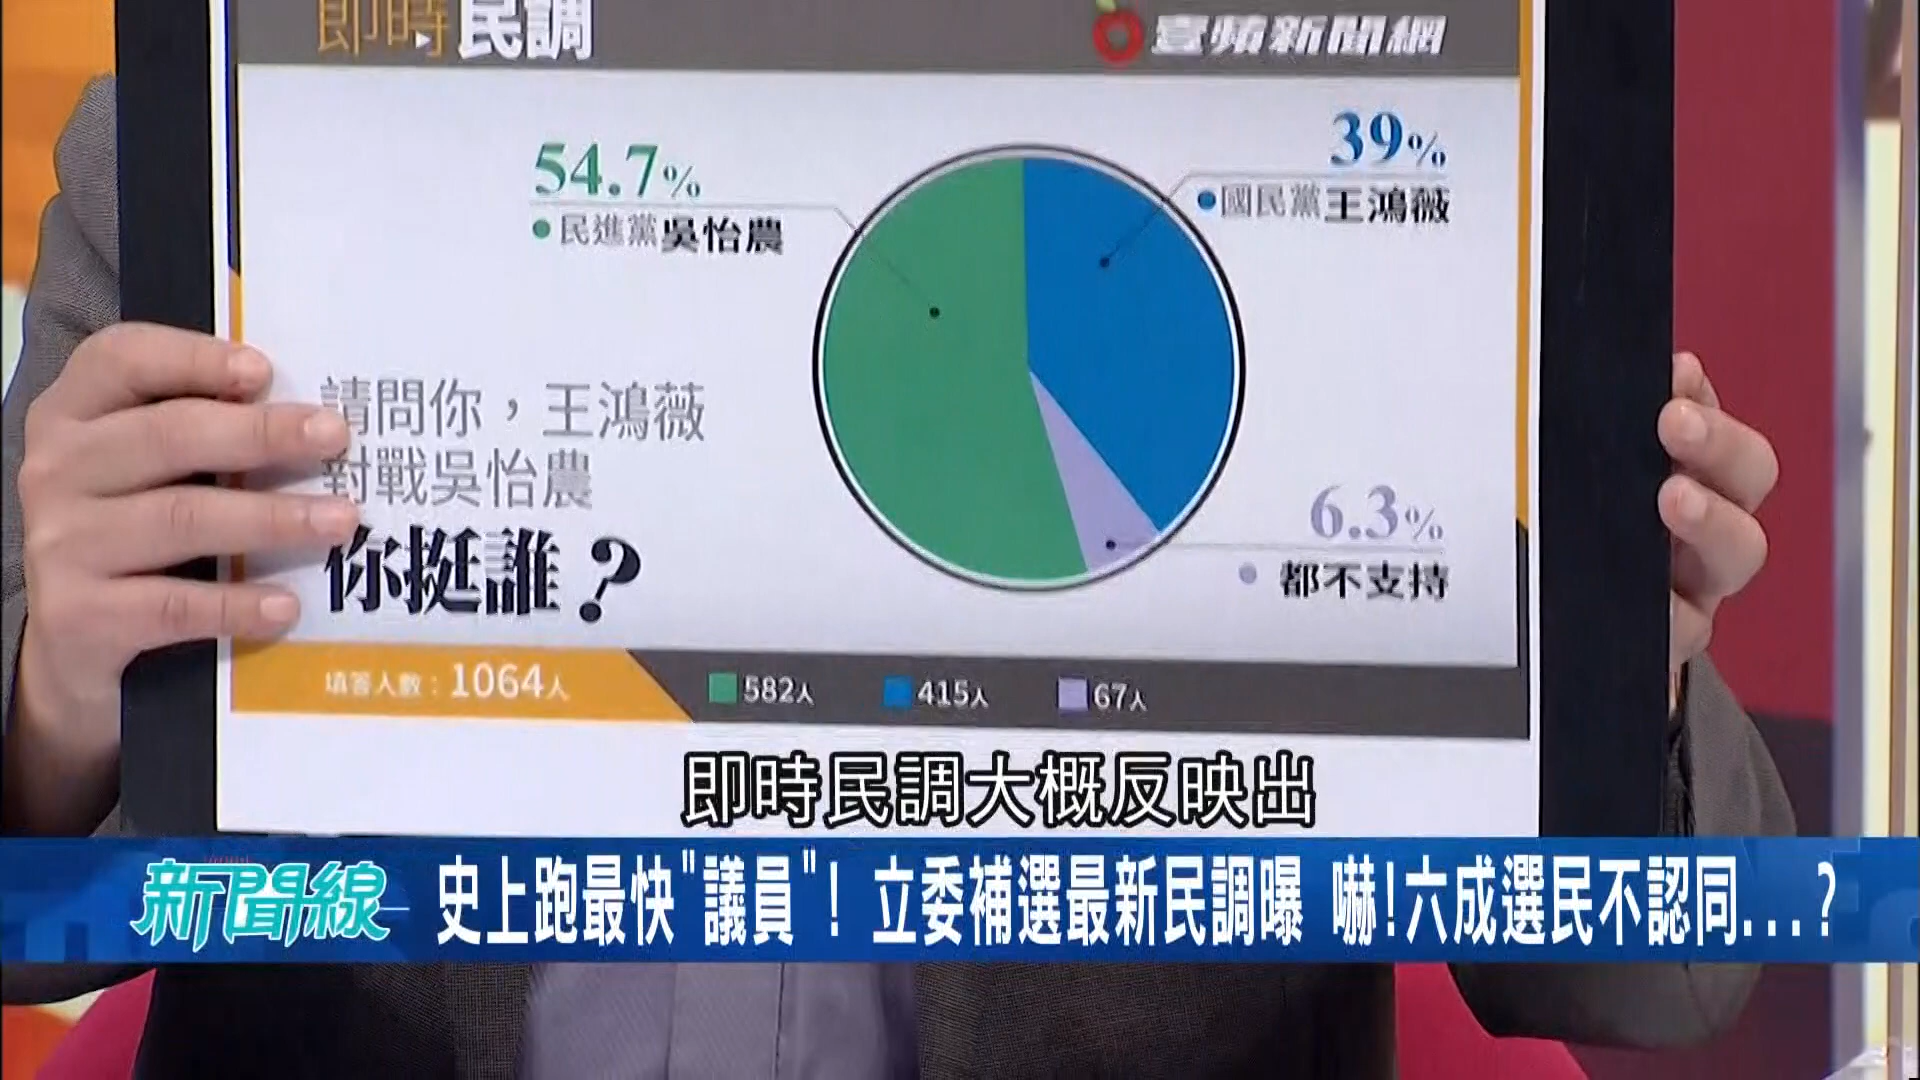 即時民調
壹蘋新聞網
54.7%
民進黨吳怡農
39%
國民黨王鴻薇
請問你，王鴻薇
對戰吳怡農
你挺誰？
6.3%
都不支持
填答人數：1064人
582人
415人
67人
即時民調大概反映出
新聞線
史上跑最快"議員"！立委補選最新民調曝 嚇！六成選民不認同...？